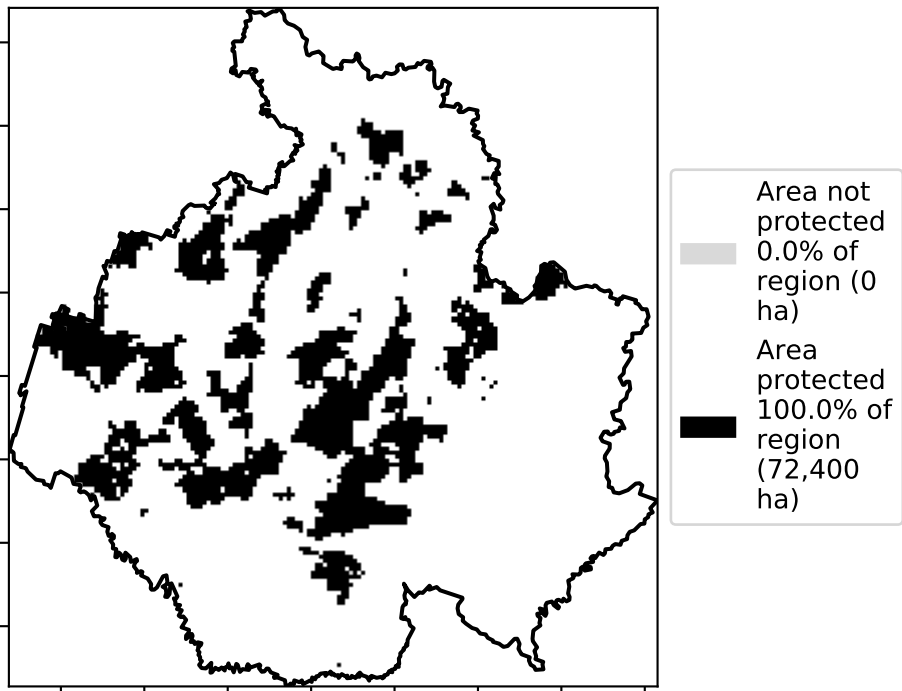 Area not
protected
0.0% of
region (0
ha)
Area
protected
100.0% of
region
(72,400
ha)